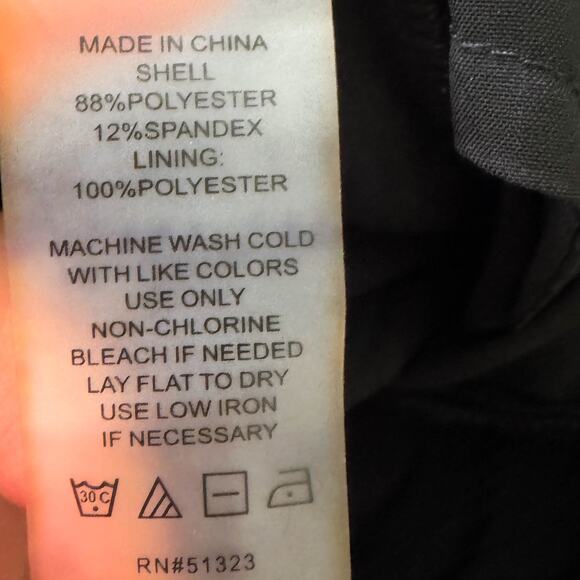 MADE IN CHINA
SHELL
88%POLYESTER
12%SPANDEX
LINING:
100%POLYESTER
MACHINE WASH COLD
WITH LIKE COLORS
USE ONLY
NON-CHLORINE
BLEACH IF NEEDED
LAY FLAT TO DRY
USE LOW IRON
IF NECESSARY
30C
RN#51323